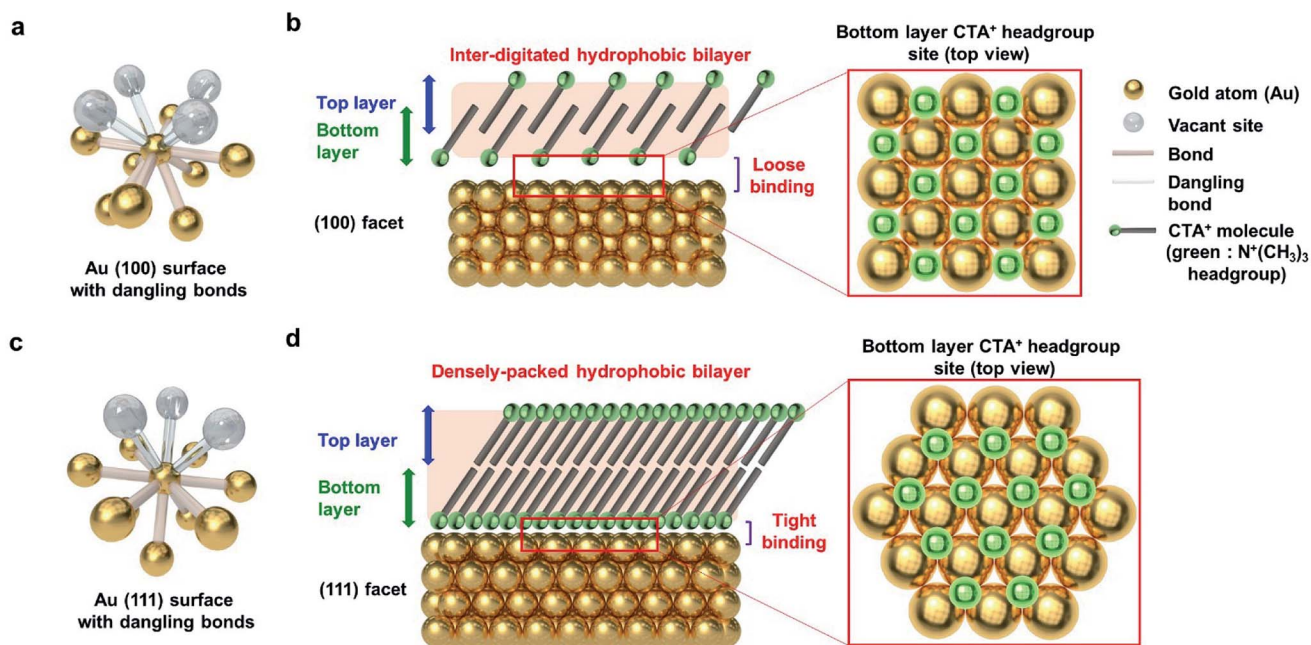 a
Au (100) surface
with dangling bonds
b
Inter-digitated hydrophobic bilayer
Top layer
Bottom
layer
Loose
binding
(100) facet
Bottom layer CTA⁺ headgroup
site (top view)
Gold atom (Au)
Vacant site
Bond
Dangling
bond
CTA⁺ molecule
(green : N⁺(CH₃)₃
headgroup)
c
Au (111) surface
with dangling bonds
d
Densely-packed hydrophobic bilayer
Top layer
Bottom
layer
Tight
binding
(111) facet
Bottom layer CTA⁺ headgroup
site (top view)